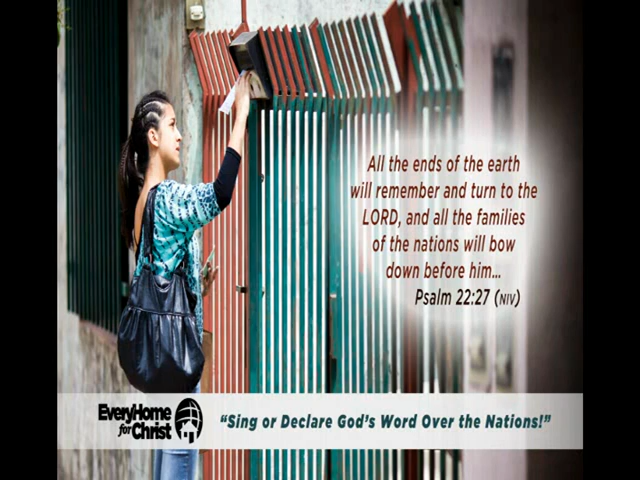 All the ends of the earth
will remember and turn to the
LORD, and all the families
of the nations will bow
down before him...
Psalm 22:27 (NIV)
EveryHome
for Christ
“Sing or Declare God’s Word Over the Nations!”